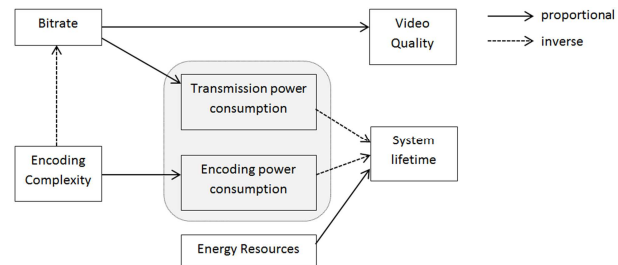 Bitrate
Video
Quality
proportional
inverse
Transmission power
consumption
System
lifetime
Encoding
Complexity
Encoding power
consumption
Energy Resources